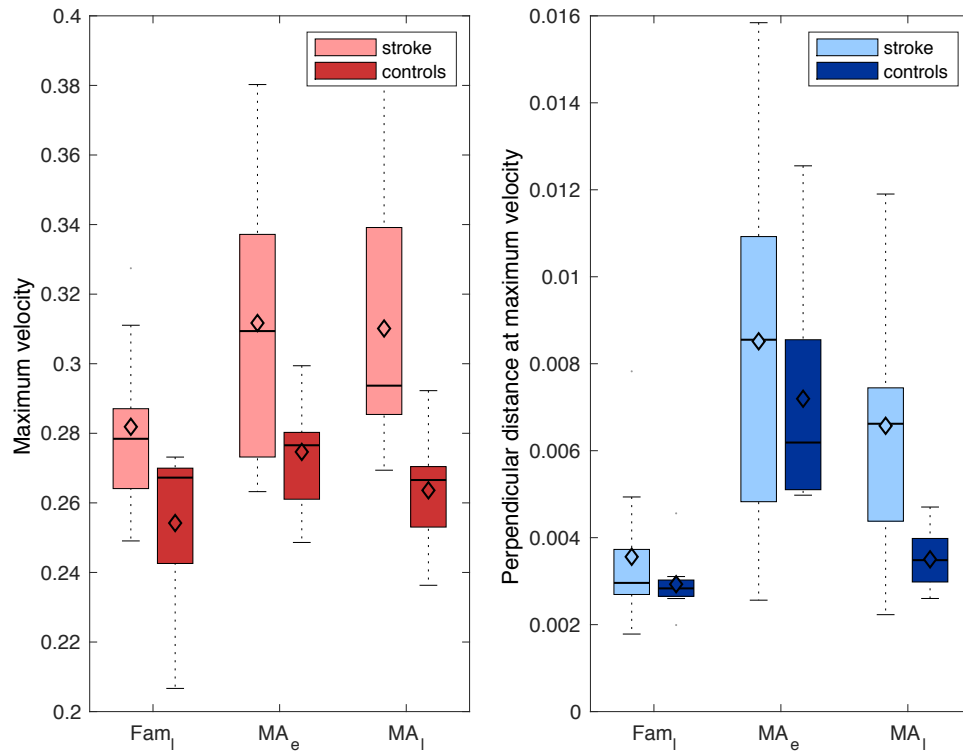 Maximum velocity
0.4
0.38
0.36
0.34
0.32
0.3
0.28
0.26
0.24
0.22
0.2
Fam_l
MA_e
MA_l
stroke
controls
Perpendicular distance at maximum velocity
0.016
0.014
0.012
0.01
0.008
0.006
0.004
0.002
0
Fam_l
MA_e
MA_l
stroke
controls